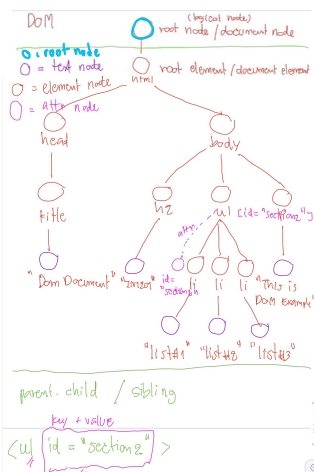 DOM
(logical node)
root node / document node
o = root node
o = text node
root element / document element
o = element node
html
o = attr node
head
body
title
h2
ul
[id="section2"]
attr
"Dom Document"
id=
"section2"
li li li
"This is
DOM Example"
"list#1" "list#2" "list#3"
parent. child / sibling
key + value
<ul id = "section2" >